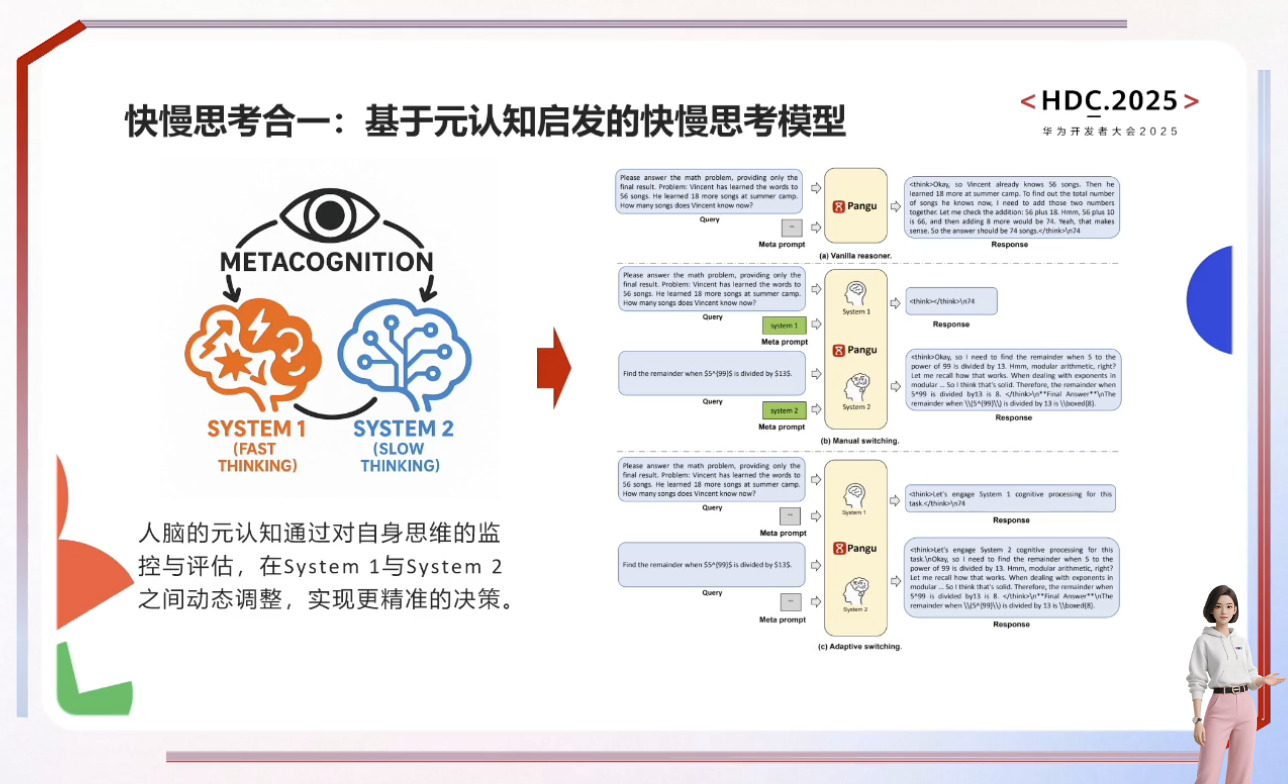 快慢思考合一：基于元认知启发的快慢思考模型
<HDC.2025>
华为开发者大会2025
METACOGNITION
SYSTEM 1
(FAST
THINKING)
SYSTEM 2
(SLOW
THINKING)
人脑的元认知通过对自身思维的监
控与评估，在System 1与System 2
之间动态调整，实现更精准的决策。
Please answer the math problem, providing only the
final result. Problem: Vincent has learned the words to
56 songs. He learned 18 more songs at summer camp.
How many songs does Vincent know now?
Query
""
Meta prompt
Pangu
<think>Okay, so Vincent already knows 56 songs. Then he
learned 18 more at summer camp. To find out the total number
of songs he knows now, I need to add those two numbers
together. Let me check the addition: 56 plus 18. Hmm, 56 plus 10
is 66, and then adding 8 more would be 74. Yeah, that makes
sense. So the answer should be 74 songs.</think>\n74
Response
(a) Vanilla reasoner.
Please answer the math problem, providing only the
final result. Problem: Vincent has learned the words to
56 songs. He learned 18 more songs at summer camp.
How many songs does Vincent know now?
Query
system 1
Meta prompt
System 1
Pangu
System 2
<think></think>\n74
Response
Find the remainder when $5^{99}$ is divided by $13$.
Query
system 2
Meta prompt
<think>Okay, so I need to find the remainder when 5 to the
power of 99 is divided by 13. Hmm, modular arithmetic, right?
Let me recall how that works. When dealing with exponents in
modular ... So I think that's solid. Therefore, the remainder when
5^99 is divided by13 is 8. </think>\n**Final Answer**\nThe
remainder when \\(5^{99}\\) is divided by 13 is \\boxed{8}.
Response
(b) Manual switching.
Please answer the math problem, providing only the
final result. Problem: Vincent has learned the words to
56 songs. He learned 18 more songs at summer camp.
How many songs does Vincent know now?
Query
""
Meta prompt
System 1
Pangu
System 2
<think>Let's engage System 1 cognitive processing for this
task.</think>\n74
Response
Find the remainder when $5^{99}$ is divided by $13$.
Query
""
Meta prompt
<think>Let's engage System 2 cognitive processing for this
task.\nOkay, so I need to find the remainder when 5 to the
power of 99 is divided by 13. Hmm, modular arithmetic, right?
Let me recall how that works. When dealing with exponents in
modular ... So I think that's solid. Therefore, the remainder when
5^99 is divided by13 is 8. </think>\n**Final Answer**\nThe
remainder when \\(5^{99}\\) is divided by 13 is \\boxed{8}.
Response
(c) Adaptive switching.